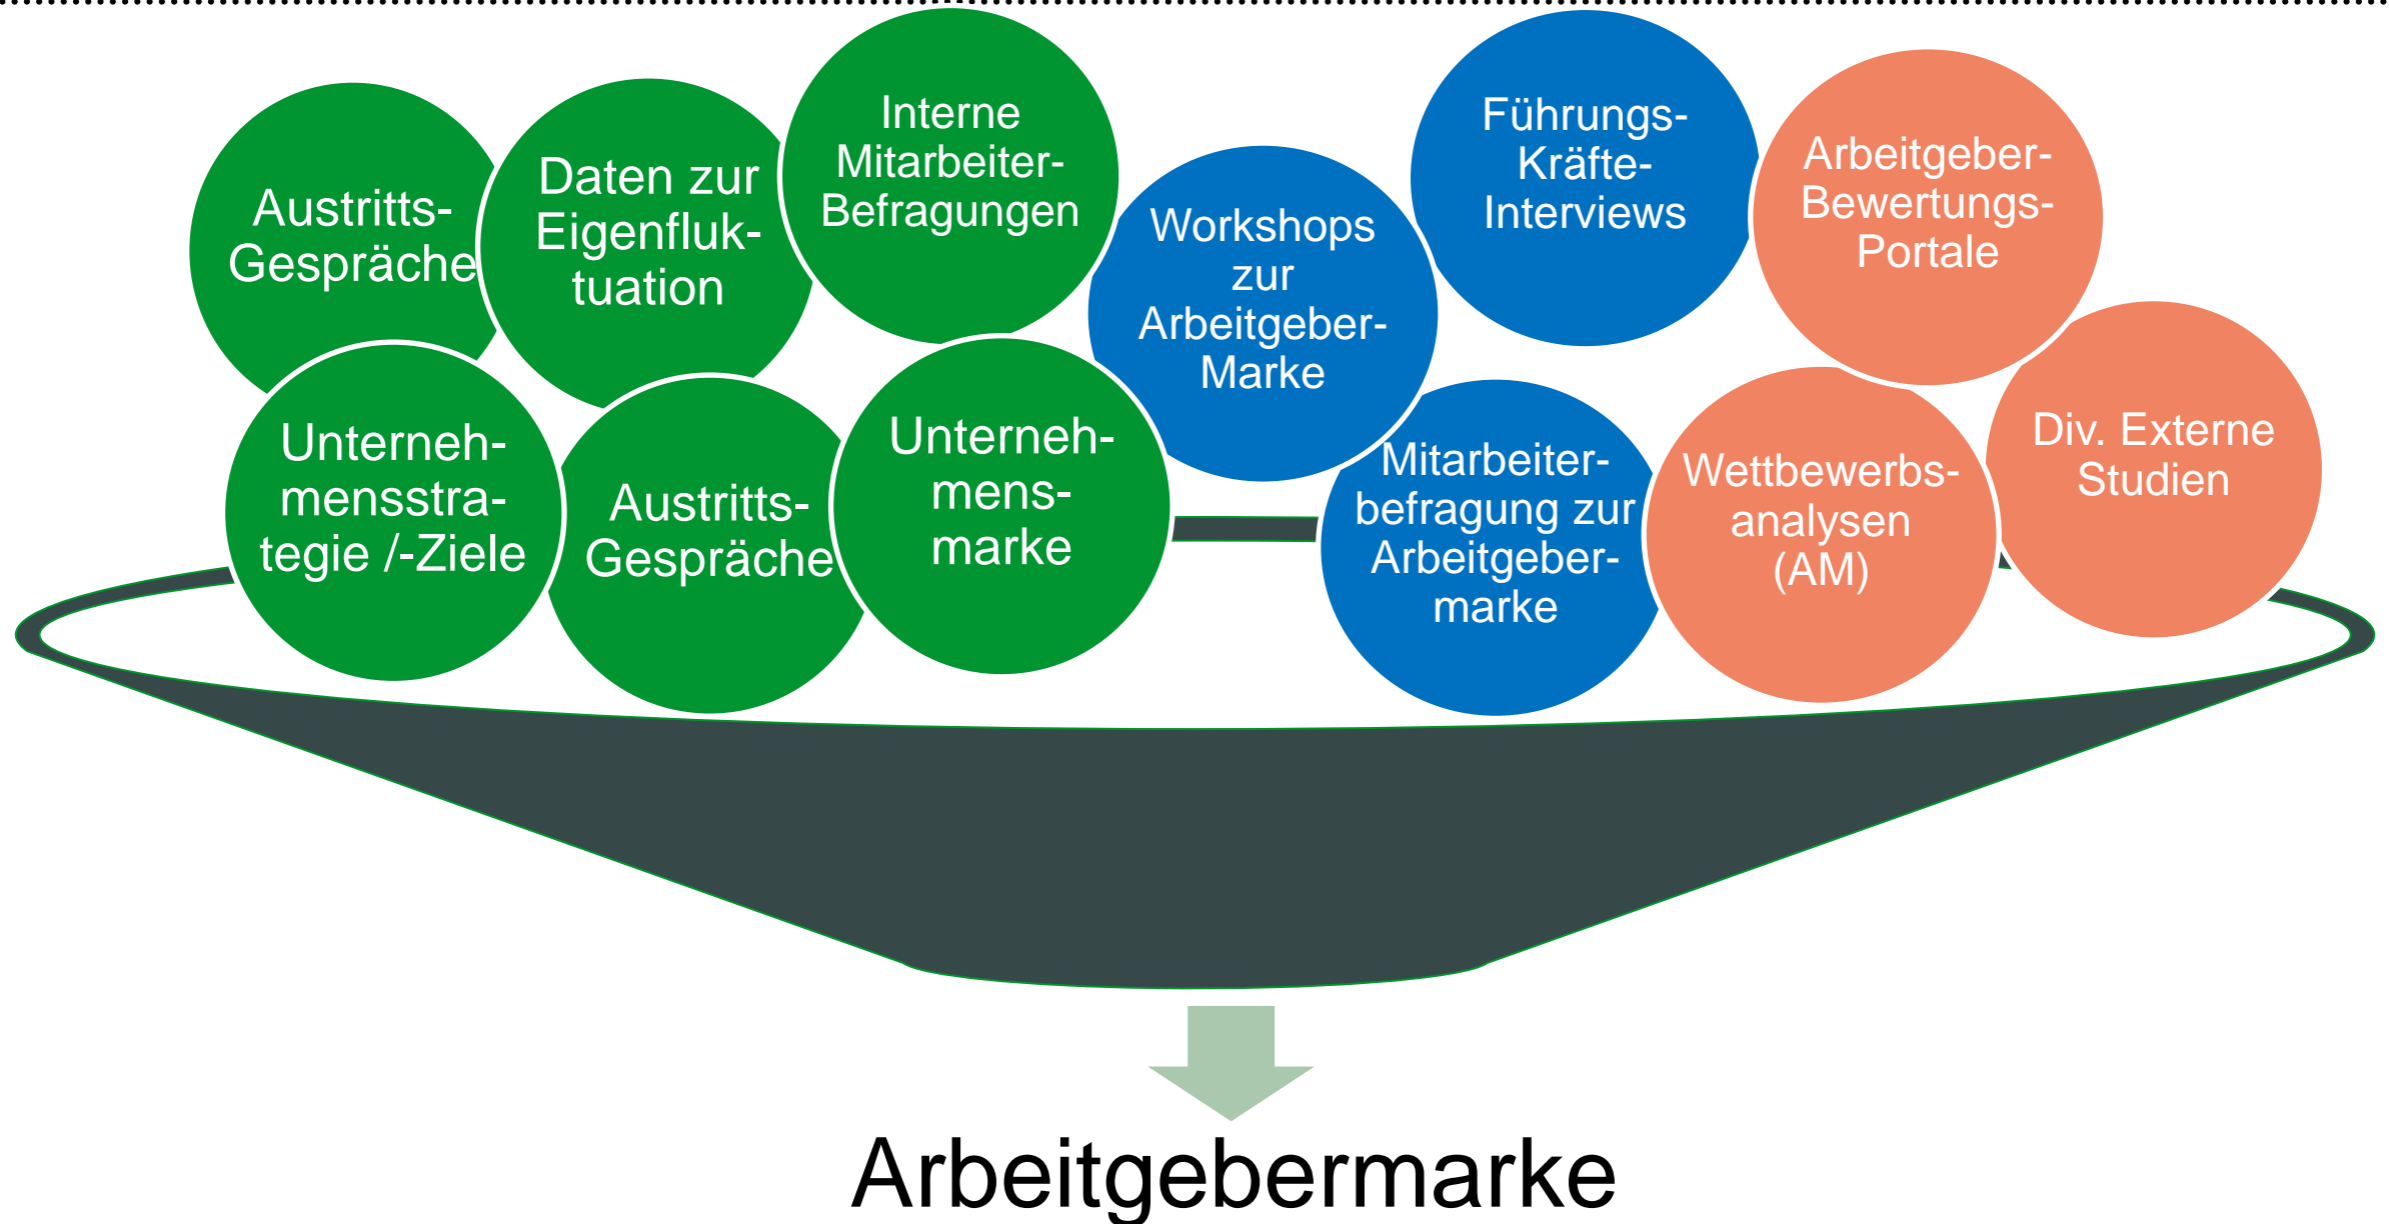 Austritts-
Gespräche
Daten zur
Eigenfluk-
tuation
Interne
Mitarbeiter-
Befragungen
Workshops
zur
Arbeitgeber-
Marke
Führungs-
Kräfte-
Interviews
Arbeitgeber-
Bewertungs-
Portale
Unterneh-
mensstra-
tegie /-Ziele
Austritts-
Gespräche
Unterneh-
mens-
marke
Mitarbeiter-
befragung zur
Arbeitgeber-
marke
Wettbewerbs-
analysen
(AM)
Div. Externe
Studien
Arbeitgebermarke